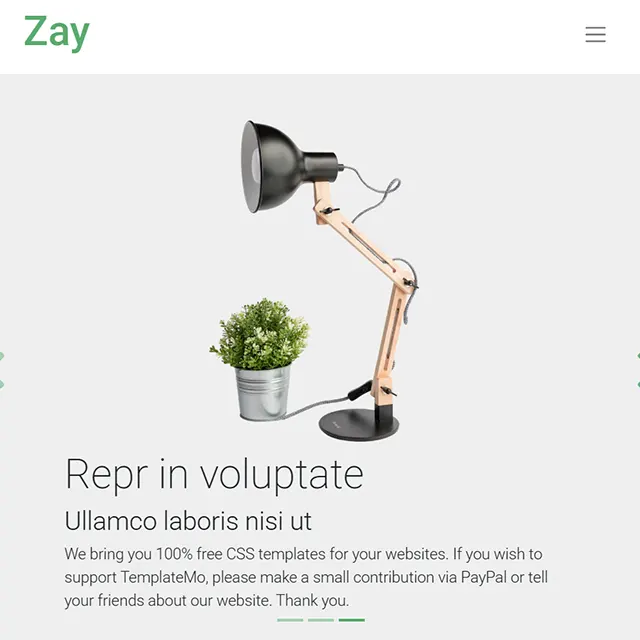 Zay
Repr in voluptate
Ullamco laboris nisi ut
We bring you 100% free CSS templates for your websites. If you wish to
support TemplateMo, please make a small contribution via PayPal or tell
your friends about our website. Thank you.